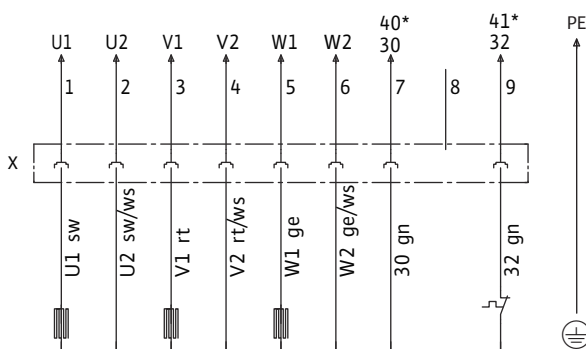 U1 U2 V1 V2 W1 W2 40* 41* PE
30 32
1 2 3 4 5 6 7 8 9
X
U1 sw
U2 sw/ws
V1 rt
V2 rt/ws
W1 ge
W2 ge/ws
30 gn
32 gn